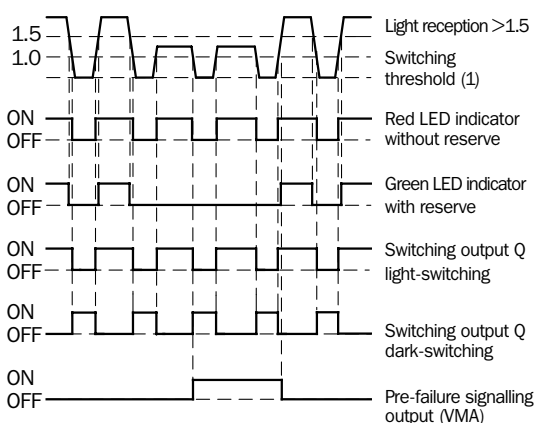 1.5
Light reception >1.5
1.0
Switching
threshold (1)
ON
OFF
Red LED indicator
without reserve
ON
OFF
Green LED indicator
with reserve
ON
OFF
Switching output Q
light-switching
ON
OFF
Switching output Q
dark-switching
ON
OFF
Pre-failure signalling
output (VMA)